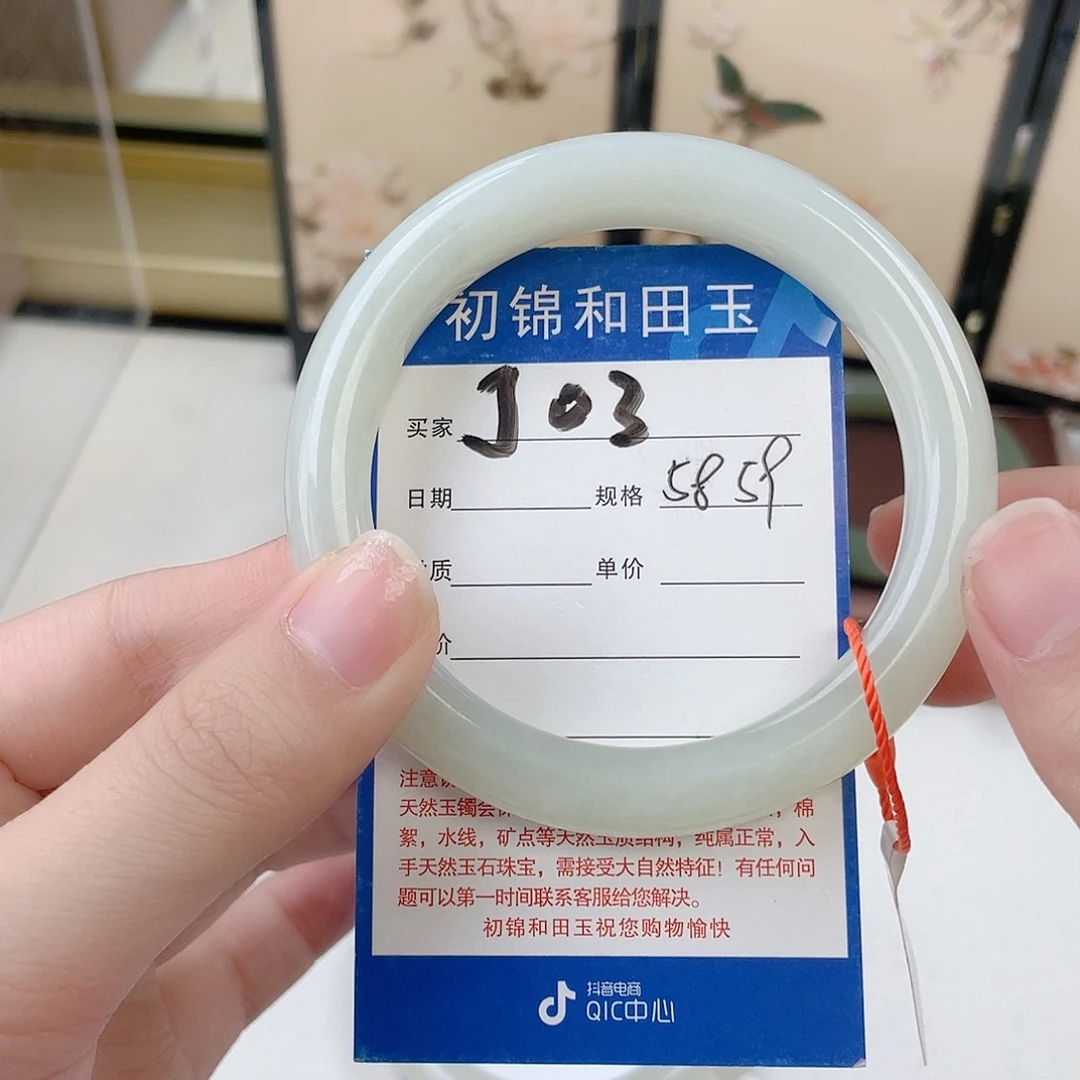 初锦和田玉
买家 J03
日期 规格 58 59
质 单价
价
注意
天然玉镯会 棉
絮，水线，矿点等天然玉质结构，纯属正常，入
手天然玉石珠宝，需接受大自然特征！有任何问
题可以第一时间联系客服给您解决。
初锦和田玉祝您购物愉快
抖音电商
QIC中心